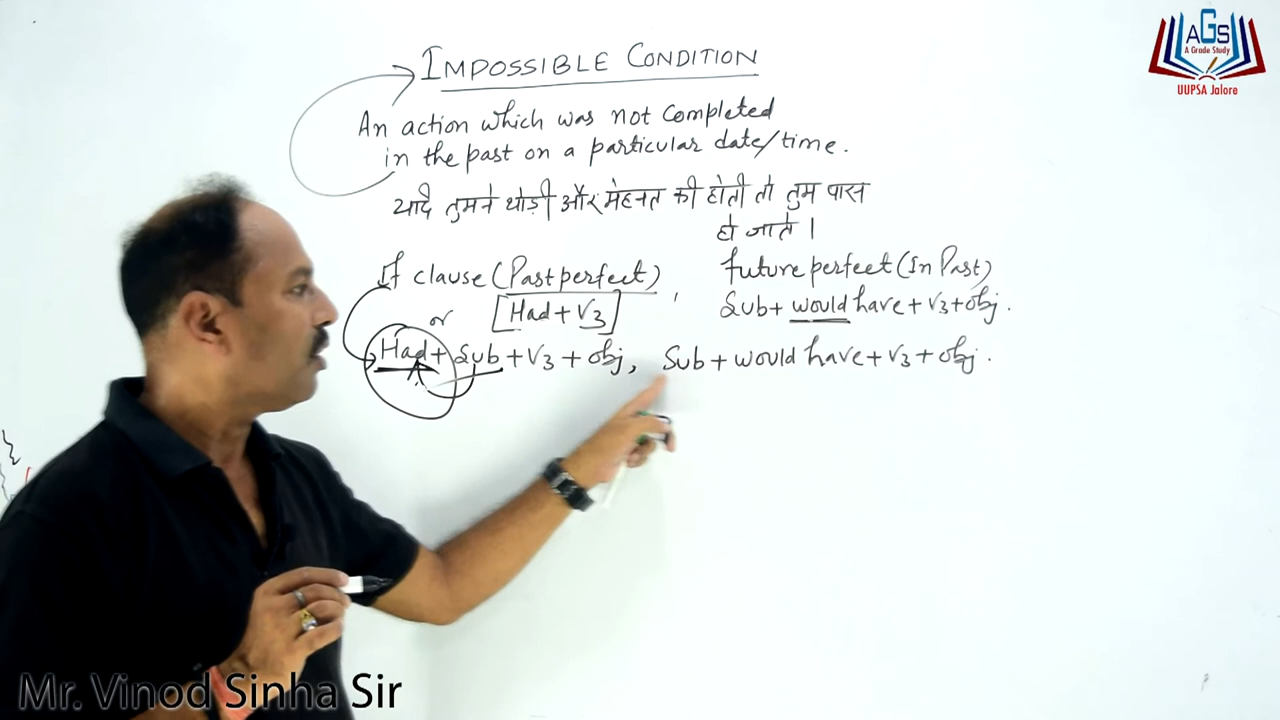 IMPOSSIBLE CONDITION
An action which was not completed
in the past on a particular date/time.
यदि तुमने थोड़ी और मेहनत की होती तो तुम पास
हो जाते।
If clause (Past perfect), future perfect (In Past)
or [Had + V3] Sub + would have + V3 + obj.
Had + Sub + V3 + obj, Sub + would have + V3 + obj.
AGS
A Grade Study
UUPSA Jalore
Mr. Vinod Sinha Sir